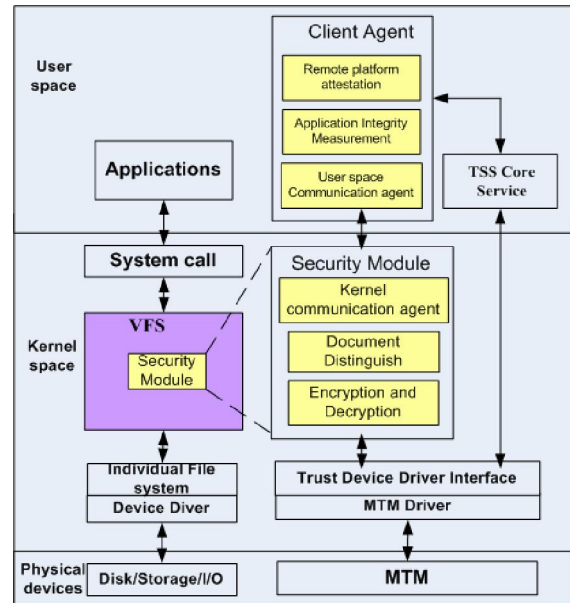 User
space
Client Agent
Remote platform
attestation
Application Integrity
Measurement
User space
Communication agent
Applications
TSS Core
Service
System call
Security Module
Kernel
communication agent
Document
Distinguish
Encryption and
Decryption
VFS
Security
Module
Kernel
space
Individual File
system
Device Diver
Trust Device Driver Interface
MTM Driver
Physical
devices
Disk/Storage/I/O
MTM